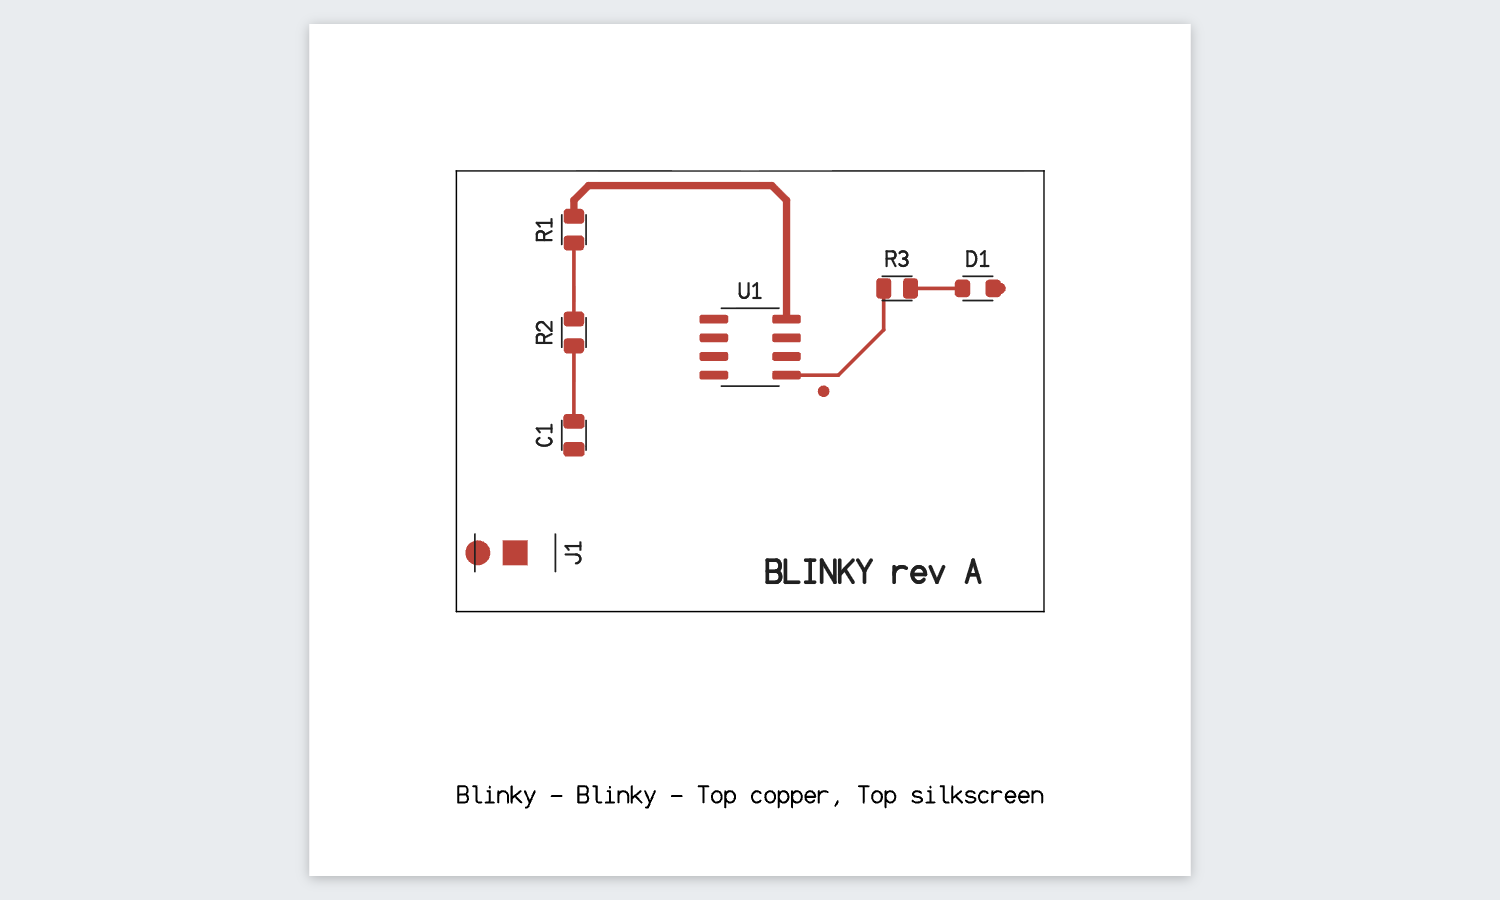 R1
R3
D1
U1
R2
C1
J1
BLINKY rev A
Blinky - Blinky - Top copper, Top silkscreen